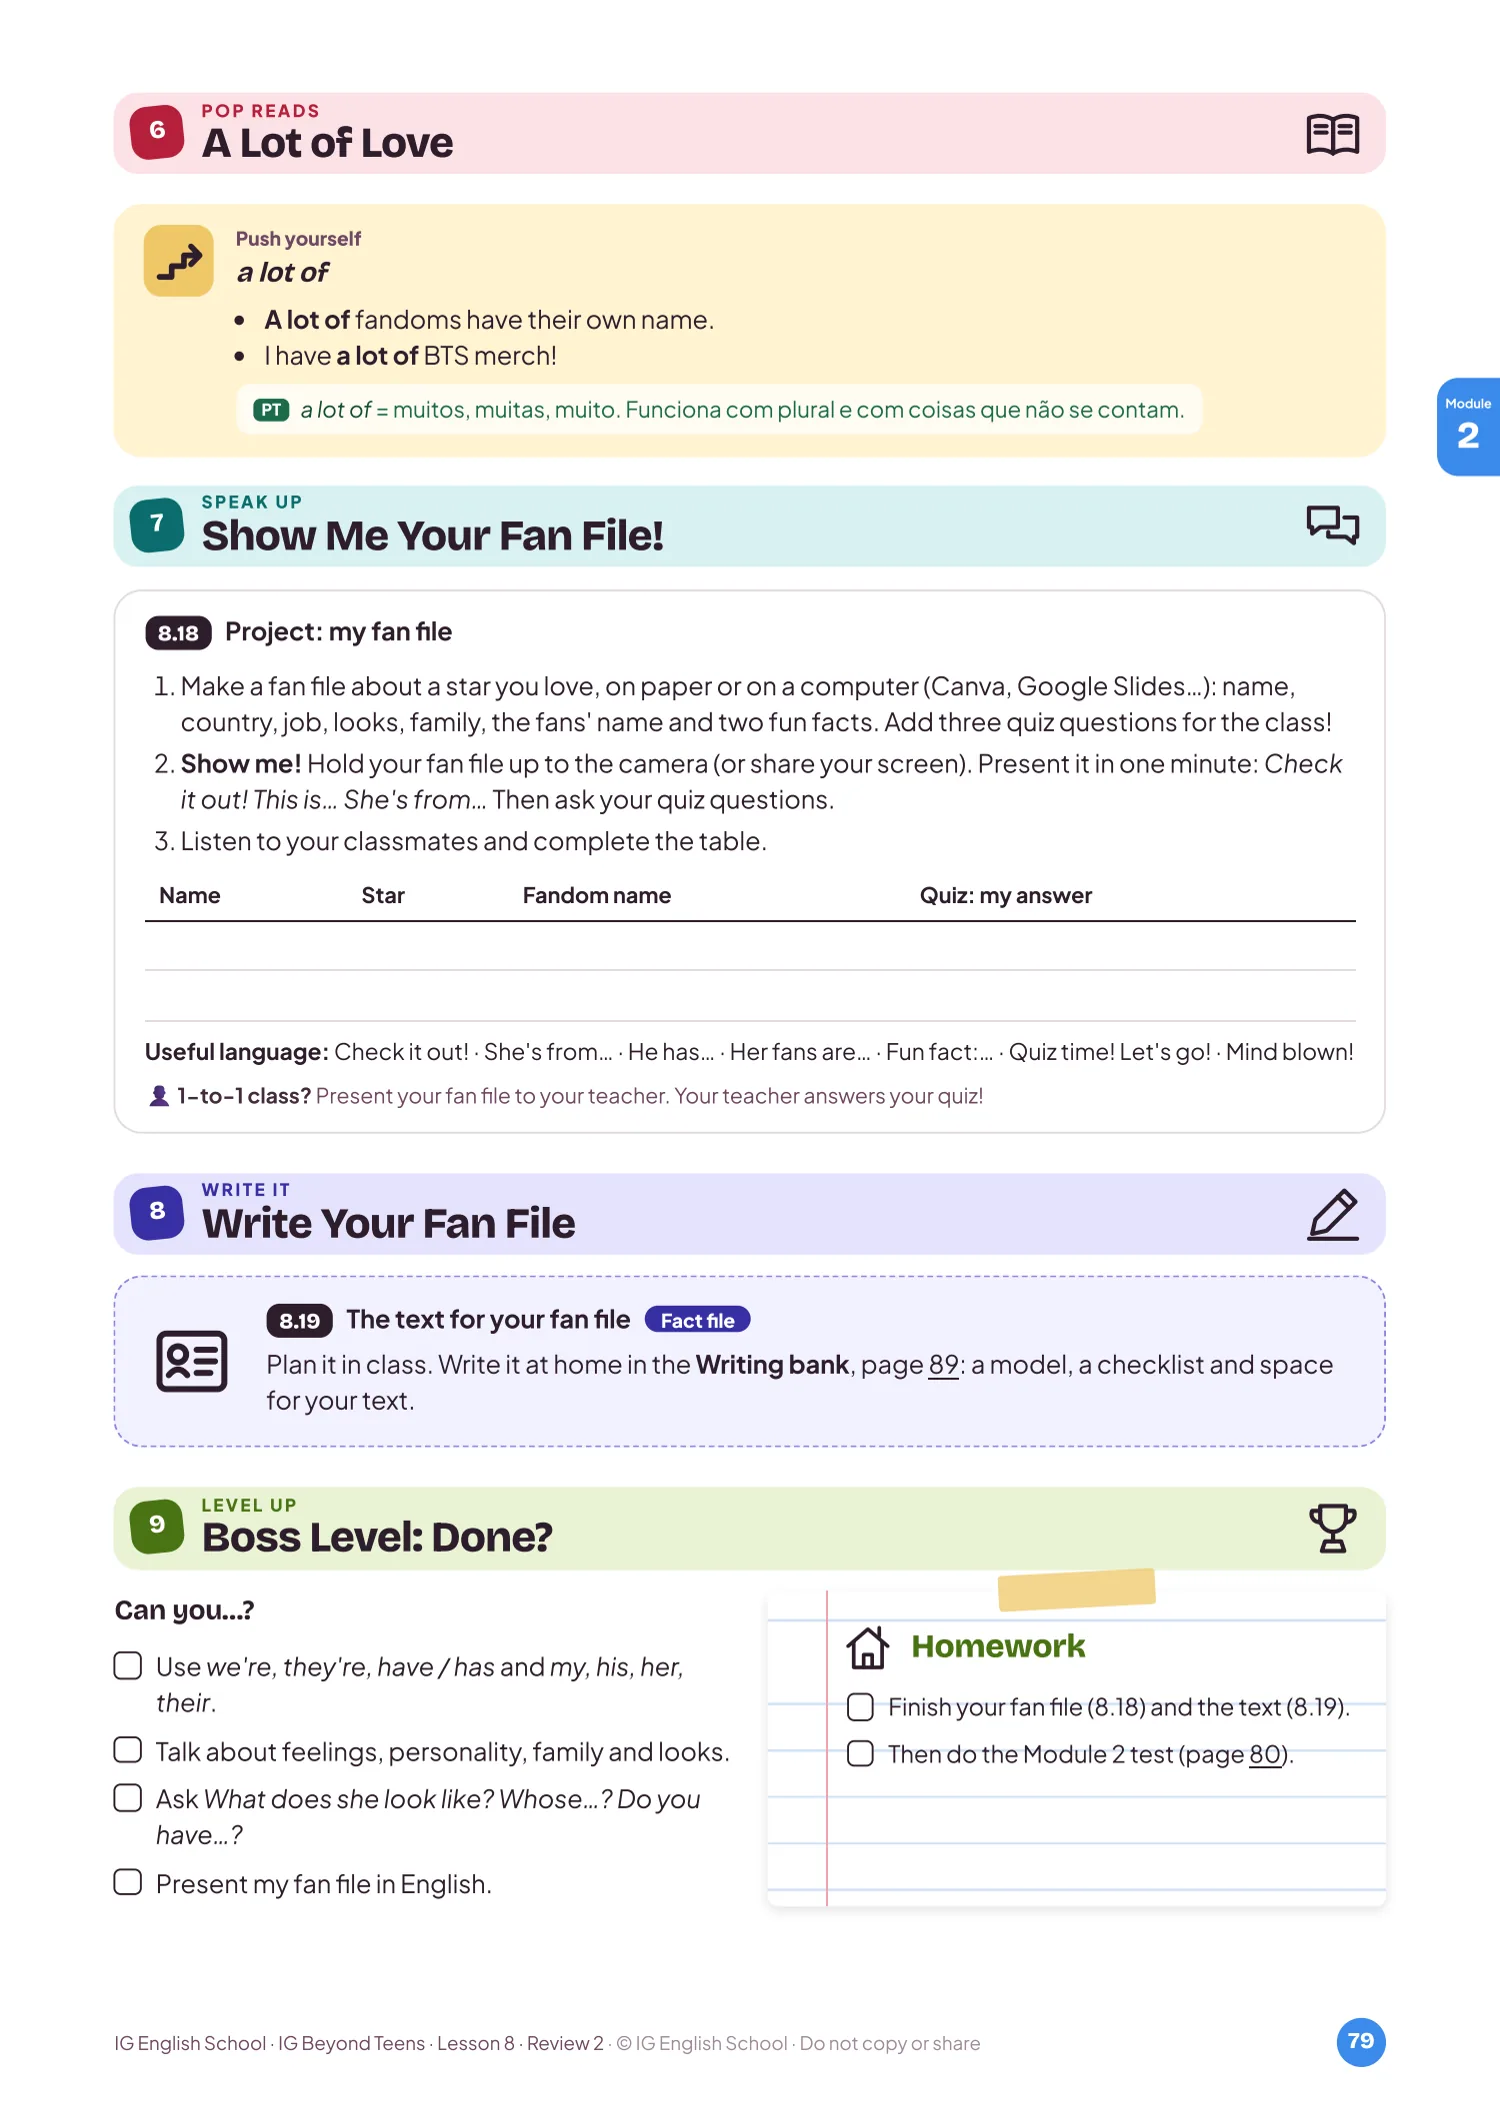 6
POP READS
A Lot of Love
Push yourself
a lot of
• A lot of fandoms have their own name.
• I have a lot of BTS merch!
PT a lot of = muitos, muitas, muito. Funciona com plural e com coisas que não se contam.
Module
2
7
SPEAK UP
Show Me Your Fan File!
8.18 Project: my fan file
1. Make a fan file about a star you love, on paper or on a computer (Canva, Google Slides...): name,
country, job, looks, family, the fans' name and two fun facts. Add three quiz questions for the class!
2. Show me! Hold your fan file up to the camera (or share your screen). Present it in one minute: Check
it out! This is... She's from... Then ask your quiz questions.
3. Listen to your classmates and complete the table.
Name Star Fandom name Quiz: my answer
Useful language: Check it out! · She's from... · He has... · Her fans are... · Fun fact:... · Quiz time! Let's go! · Mind blown!
1-to-1 class? Present your fan file to your teacher. Your teacher answers your quiz!
8
WRITE IT
Write Your Fan File
8.19 The text for your fan file Fact file
Plan it in class. Write it at home in the Writing bank, page 89: a model, a checklist and space
for your text.
9
LEVEL UP
Boss Level: Done?
Can you...?
Use we're, they're, have / has and my, his, her,
their.
Talk about feelings, personality, family and looks.
Ask What does she look like? Whose...? Do you
have...?
Present my fan file in English.
Homework
Finish your fan file (8.18) and the text (8.19).
Then do the Module 2 test (page 80).
IG English School · IG Beyond Teens · Lesson 8 · Review 2 · © IG English School · Do not copy or share
79